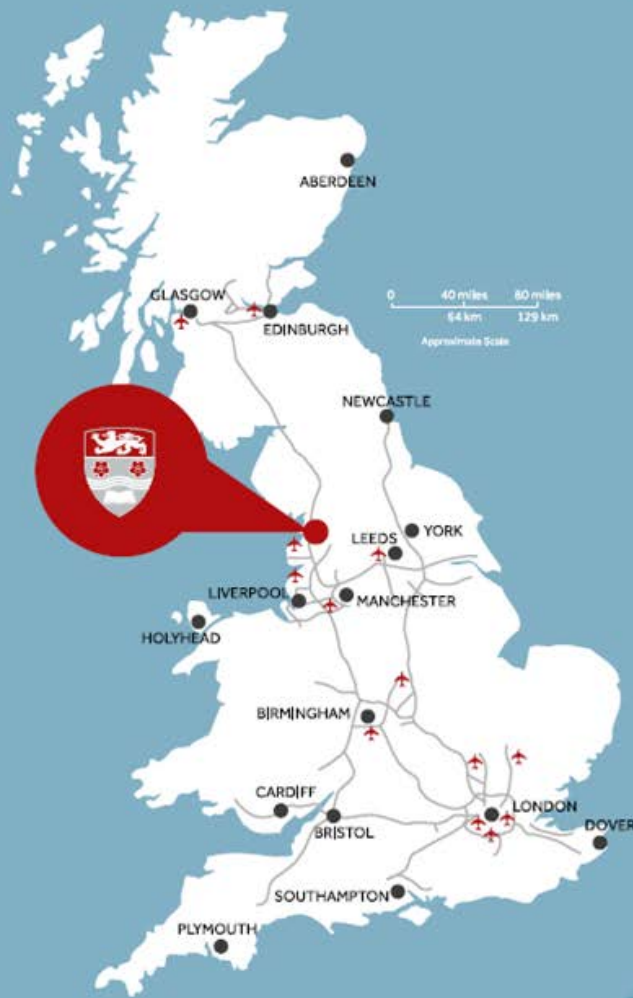 ABERDEEN
GLASGOW
EDINBURGH
0 40 miles 80 miles
64 km 129 km
Approximate Scale
NEWCASTLE
YORK
LEEDS
LIVERPOOL
MANCHESTER
HOLYHEAD
BIRMINGHAM
CARDIFF
LONDON
BRISTOL
DOVER
SOUTHAMPTON
PLYMOUTH